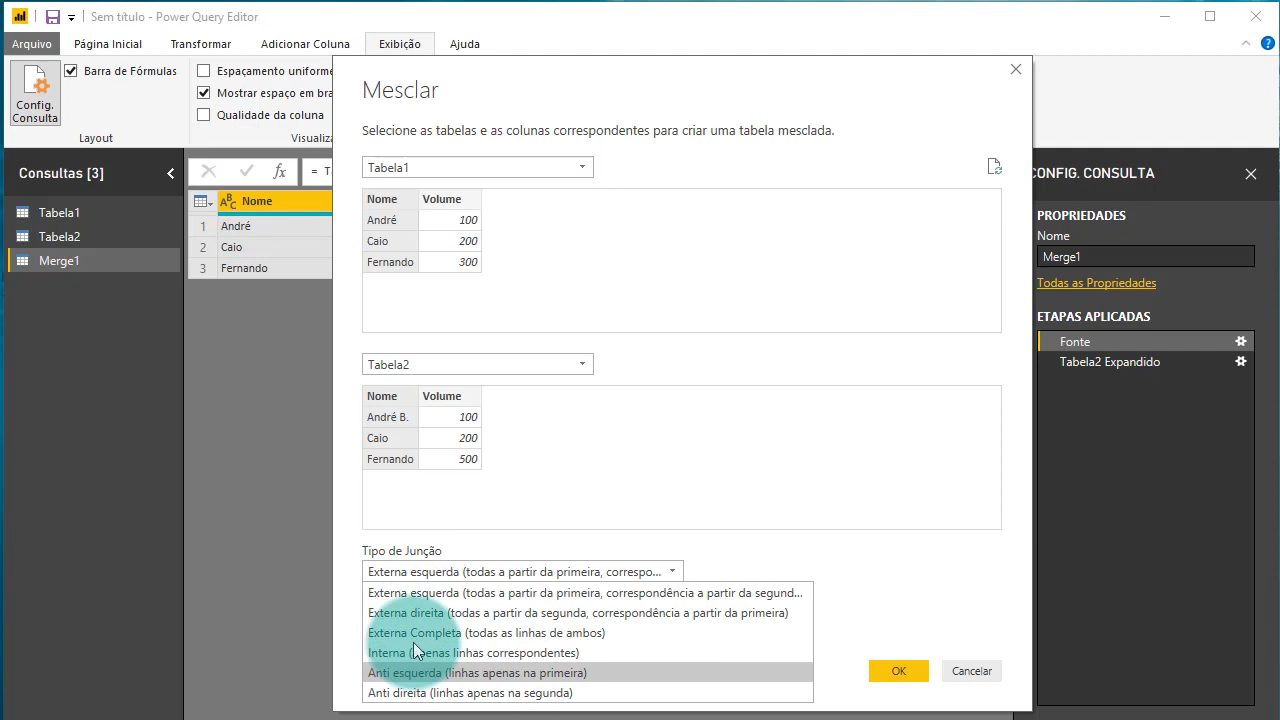 Sem título - Power Query Editor
Arquivo
Página Inicial
Transformar
Adicionar Coluna
Exibição
Ajuda
Config.
Consulta
Barra de Fórmulas
Layout
Espaçamento uniforme
Mostrar espaço em bra
Qualidade da coluna
Visualiza
Consultas [3]
Tabela1
Tabela2
Merge1
fx
= T
ABC Nome
1 André
2 Caio
3 Fernando
Mesclar
Selecione as tabelas e as colunas correspondentes para criar uma tabela mesclada.
Tabela1
Nome Volume
André 100
Caio 200
Fernando 300
Tabela2
Nome Volume
André B. 100
Caio 200
Fernando 500
Tipo de Junção
Externa esquerda (todas a partir da primeira, correspo...
Externa esquerda (todas a partir da primeira, correspondência a partir da segund...
Externa direita (todas a partir da segunda, correspondência a partir da primeira)
Externa Completa (todas as linhas de ambos)
Interna (apenas linhas correspondentes)
Anti esquerda (linhas apenas na primeira)
Anti direita (linhas apenas na segunda)
OK
Cancelar
CONFIG. CONSULTA
PROPRIEDADES
Nome
Merge1
Todas as Propriedades
ETAPAS APLICADAS
Fonte
Tabela2 Expandido